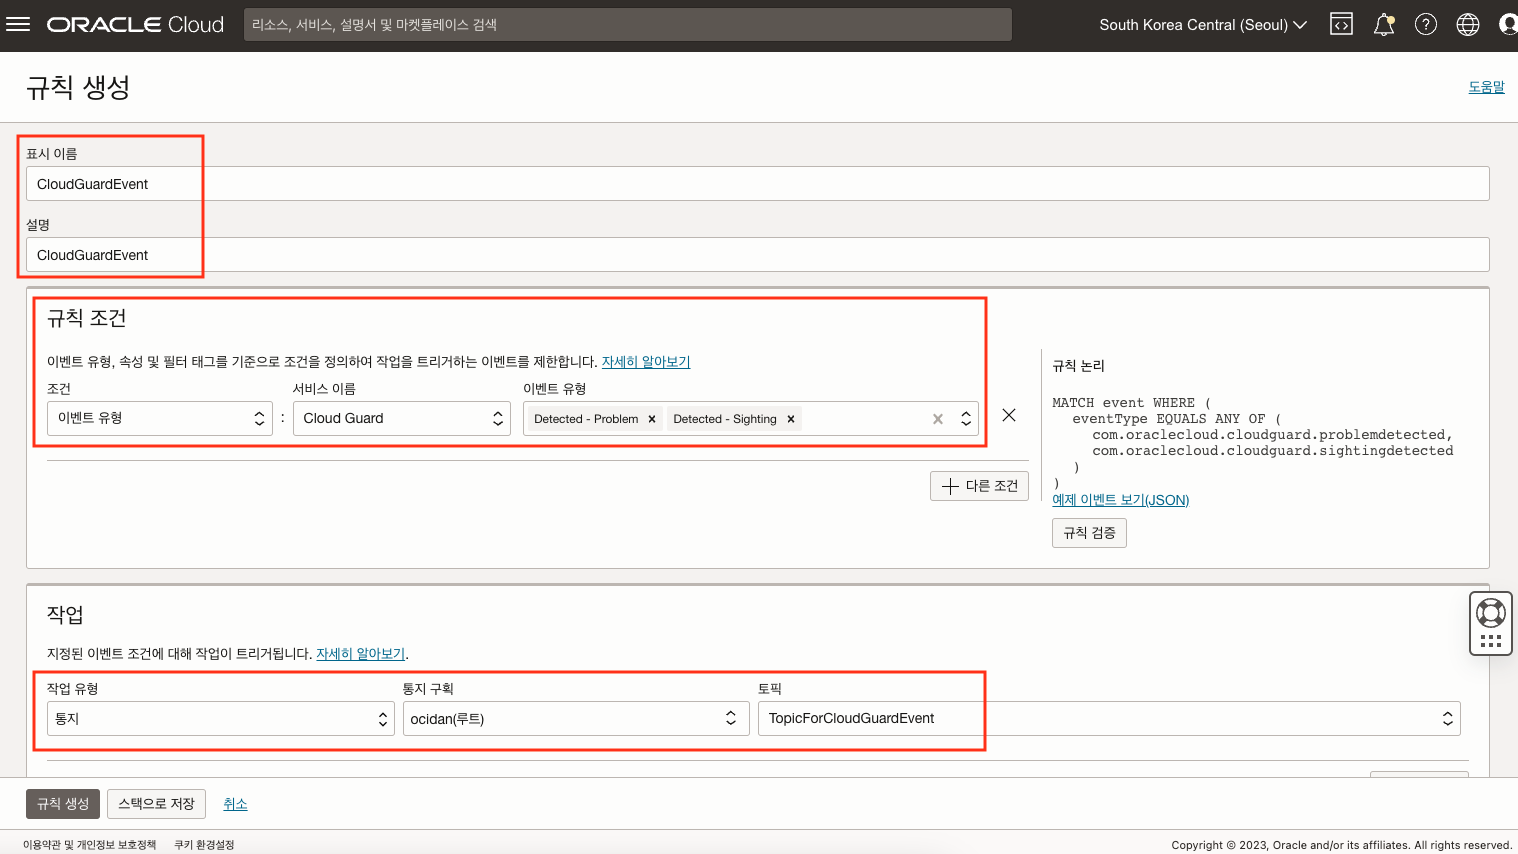 ORACLE Cloud
리소스, 서비스, 설명서 및 마켓플레이스 검색
South Korea Central (Seoul)
규칙 생성
도움말
표시 이름
CloudGuardEvent
설명
CloudGuardEvent
규칙 조건
이벤트 유형, 속성 및 필터 태그를 기준으로 조건을 정의하여 작업을 트리거하는 이벤트를 제한합니다. 자세히 알아보기
조건 서비스 이름 이벤트 유형
이벤트 유형 : Cloud Guard Detected - Problem × Detected - Sighting ×
다른 조건
규칙 논리
MATCH event WHERE (
eventType EQUALS ANY OF (
com.oraclecloud.cloudguard.problemdetected,
com.oraclecloud.cloudguard.sightingdetected
)
)
예제 이벤트 보기(JSON)
규칙 검증
작업
지정된 이벤트 조건에 대해 작업이 트리거됩니다. 자세히 알아보기.
작업 유형 통지 구획 토픽
통지 ocidan(루트) TopicForCloudGuardEvent
규칙 생성 스택으로 저장 취소
이용약관 및 개인정보 보호정책 쿠키 환경설정
Copyright © 2023, Oracle and/or its affiliates. All rights reserved.